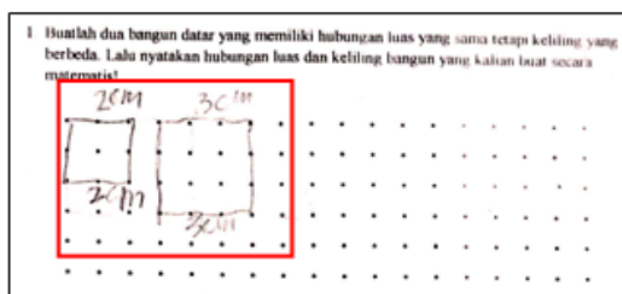 1. Buatlah dua bangun datar yang memiliki hubungan luas yang sama tetapi keliling yang
berbeda. Lalu nyatakan hubungan luas dan keliling bangun yang kalian buat secara
matematis!
2cm 3cm
2cm
3cm